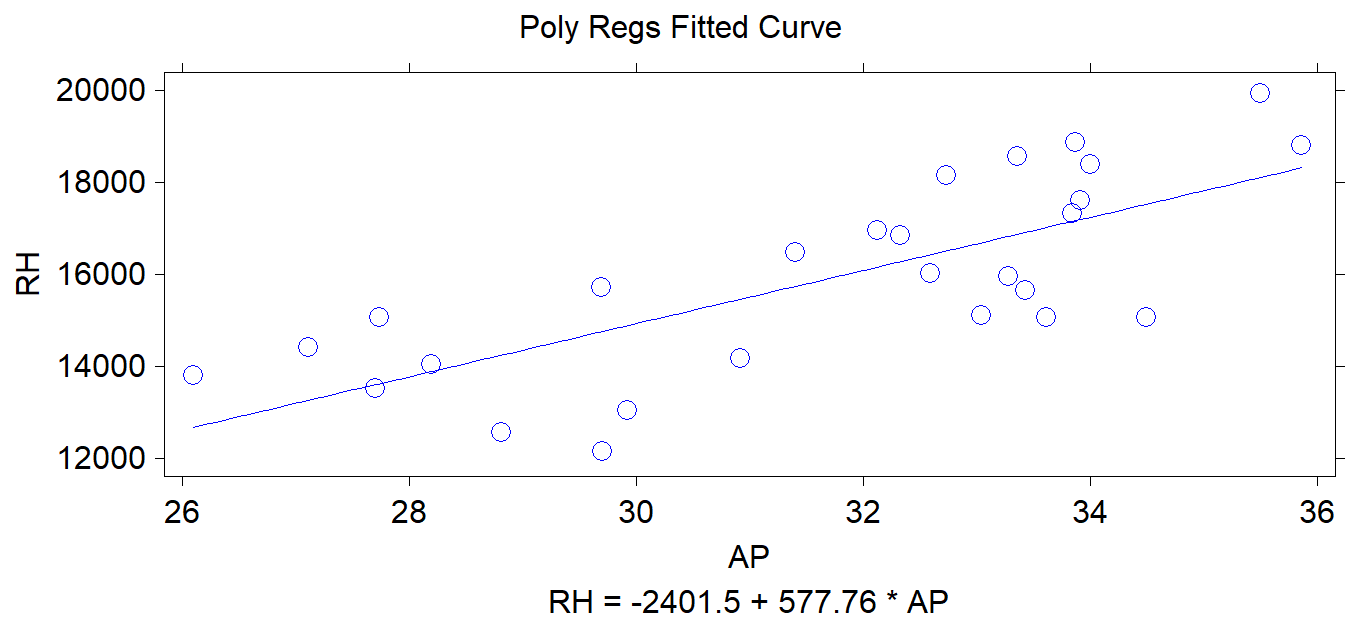 Poly Regs Fitted Curve
20000
18000
16000
14000
12000
RH
26 28 30 32 34 36
AP
RH = -2401.5 + 577.76 * AP